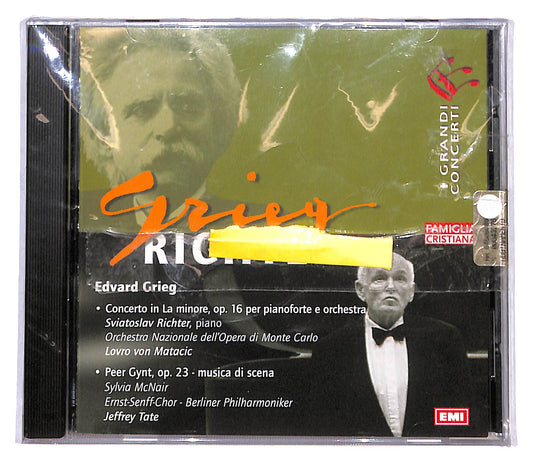 I GRANDI
CONCERTI
Grieg
FAMIGLIA
CRISTIANA
Edvard Grieg
• Concerto in La minore, op. 16 per pianoforte e orchestra
Sviatoslav Richter, piano
Orchestra Nazionale dell'Opera di Monte Carlo
Lovro von Matacic
• Peer Gynt, op. 23 - musica di scena
Sylvia McNair
Ernst-Senff-Chor - Berliner Philharmoniker
Jeffrey Tate
EMI